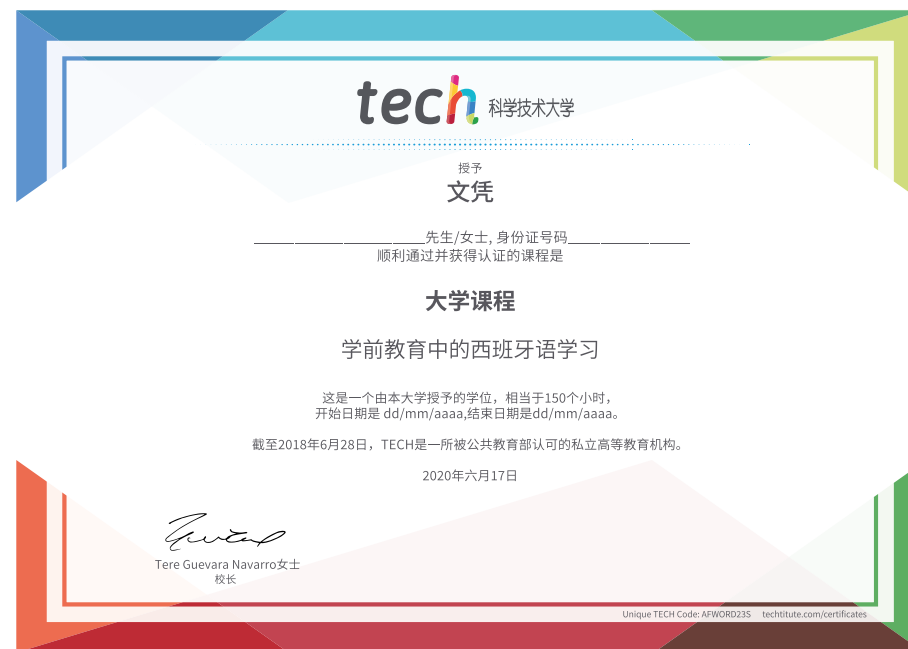 tech 科学技术大学
授予
文凭
先生/女士, 身份证号码
顺利通过并获得认证的课程是
大学课程
学前教育中的西班牙语学习
这是一个由本大学授予的学位，相当于150个小时，
开始日期是 dd/mm/aaaa,结束日期是dd/mm/aaaa。
截至2018年6月28日，TECH是一所被公共教育部认可的私立高等教育机构。
2020年六月17日
Tere Guevara Navarro女士
校长
Unique TECH Code: AFWORD23S techtitute.com/certificates